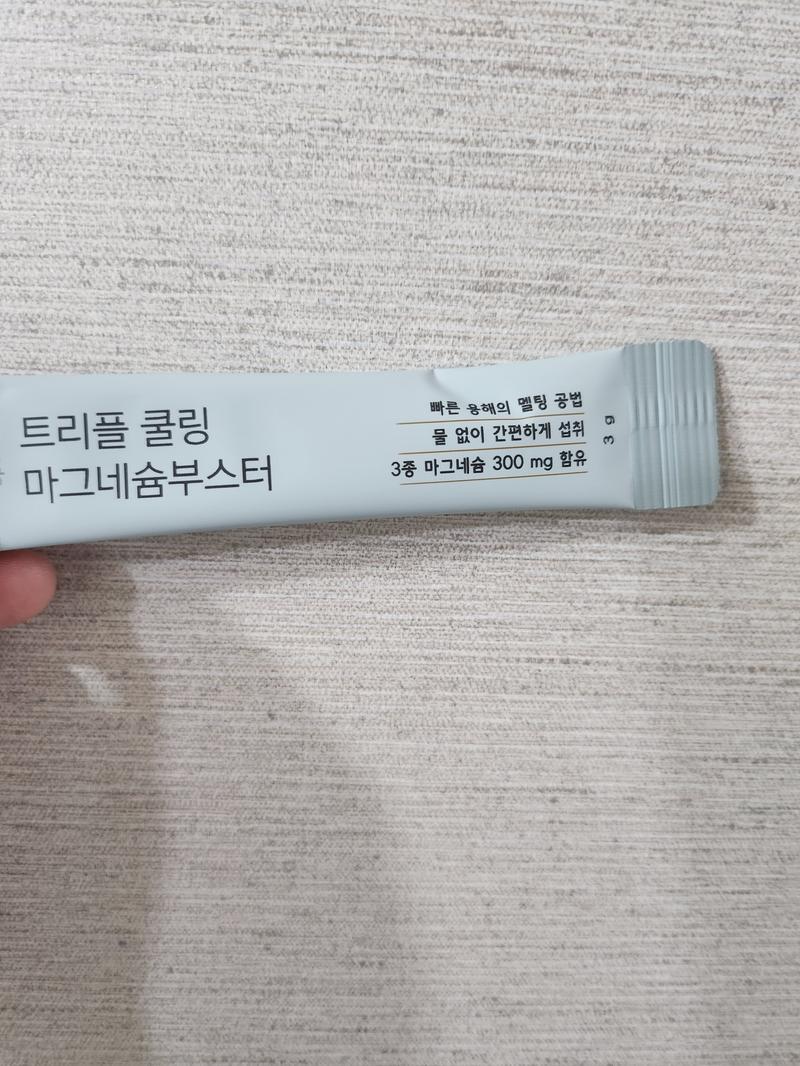 트리플 쿨링
마그네슘부스터
빠른 용해의 멜팅 공법
물 없이 간편하게 섭취
3종 마그네슘 300 mg 함유
3 g